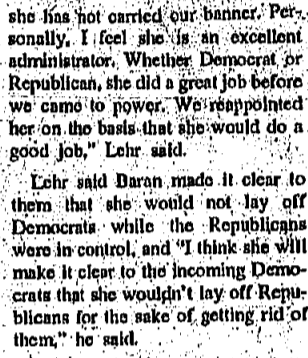 she has not carried our banner. Per-
sonally, I feel she is an excellent
administrator. Whether Democrat or
Republican, she did a great job before
we came to power. We reappointed
her on the basis that she would do a
good job," Lehr said.
Lehr said Daran made it clear to
them that she would not lay off
Democrats while the Republicans
were in control, and "I think she will
make it clear to the incoming Demo-
crats that she wouldn't lay off Repu-
blicans for the sake of getting rid of
them," he said.